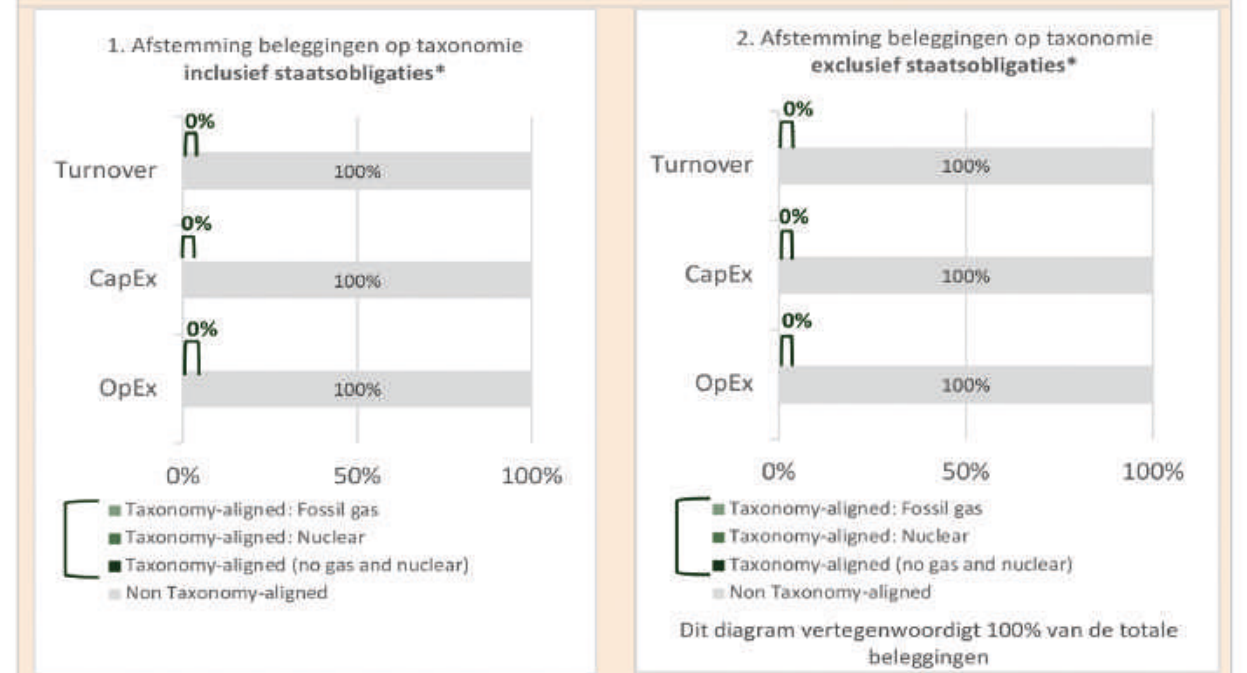 1. Afstemming beleggingen op taxonomie
inclusief staatsobligaties*
0%
Turnover
100%
0%
CapEx
100%
0%
OpEx
100%
0%
50%
100%
Taxonomy-aligned: Fossil gas
Taxonomy-aligned: Nuclear
Taxonomy-aligned (no gas and nuclear)
Non Taxonomy-aligned
2. Afstemming beleggingen op taxonomie
exclusief staatsobligaties*
0%
Turnover
100%
0%
CapEx
100%
0%
OpEx
100%
0%
50%
100%
Taxonomy-aligned: Fossil gas
Taxonomy-aligned: Nuclear
Taxonomy-aligned (no gas and nuclear)
Non Taxonomy-aligned
Dit diagram vertegenwoordigt 100% van de totale
beleggingen